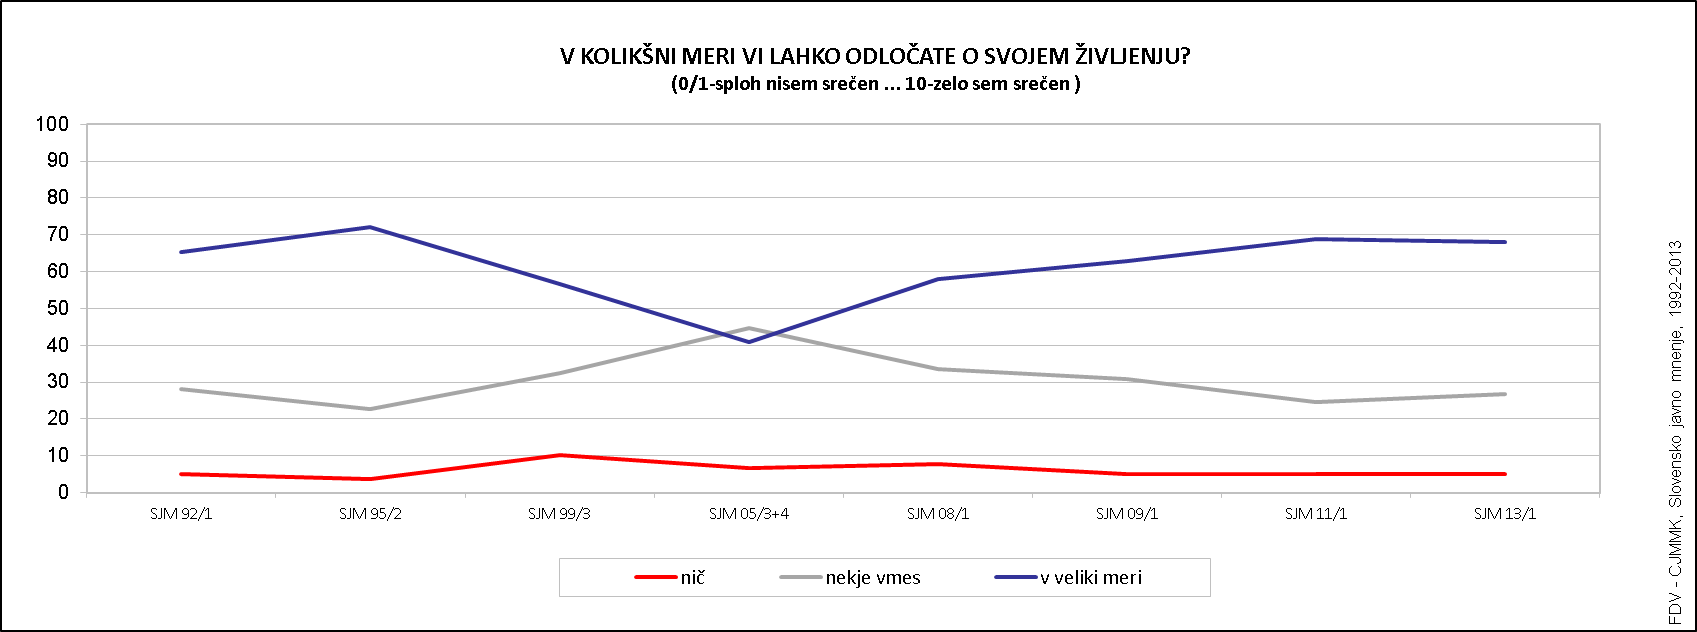 V KOLIKŠNI MERI VI LAHKO ODLOČATE O SVOJEM ŽIVLJENJU?
(0/1-sploh nisem srečen ... 10-zelo sem srečen )
100
90
80
70
60
50
40
30
20
10
0
SJM 92/1 SJM 95/2 SJM 99/3 SJM 05/3+4 SJM 08/1 SJM 09/1 SJM 11/1 SJM 13/1
nič nekje vmes v veliki meri
FDV - CJMMK, Slovensko javno mnenje, 1992-2013